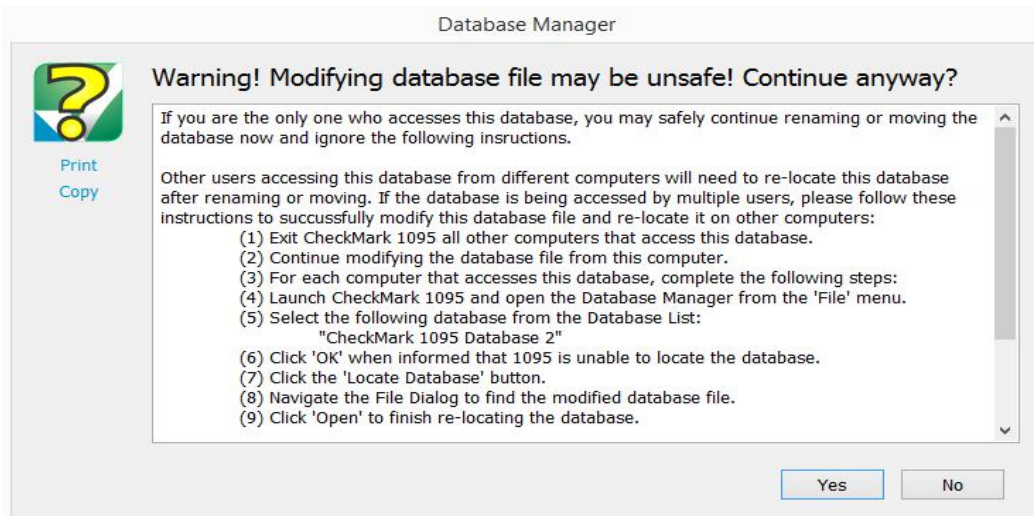 Database Manager
Warning! Modifying database file may be unsafe! Continue anyway?
If you are the only one who accesses this database, you may safely continue renaming or moving the
database now and ignore the following insructions.
Print
Copy
Other users accessing this database from different computers will need to re-locate this database
after renaming or moving. If the database is being accessed by multiple users, please follow these
instructions to succussfully modify this database file and re-locate it on other computers:
(1) Exit CheckMark 1095 all other computers that access this database.
(2) Continue modifying the database file from this computer.
(3) For each computer that accesses this database, complete the following steps:
(4) Launch CheckMark 1095 and open the Database Manager from the 'File' menu.
(5) Select the following database from the Database List:
"CheckMark 1095 Database 2"
(6) Click 'OK' when informed that 1095 is unable to locate the database.
(7) Click the 'Locate Database' button.
(8) Navigate the File Dialog to find the modified database file.
(9) Click 'Open' to finish re-locating the database.
Yes
No